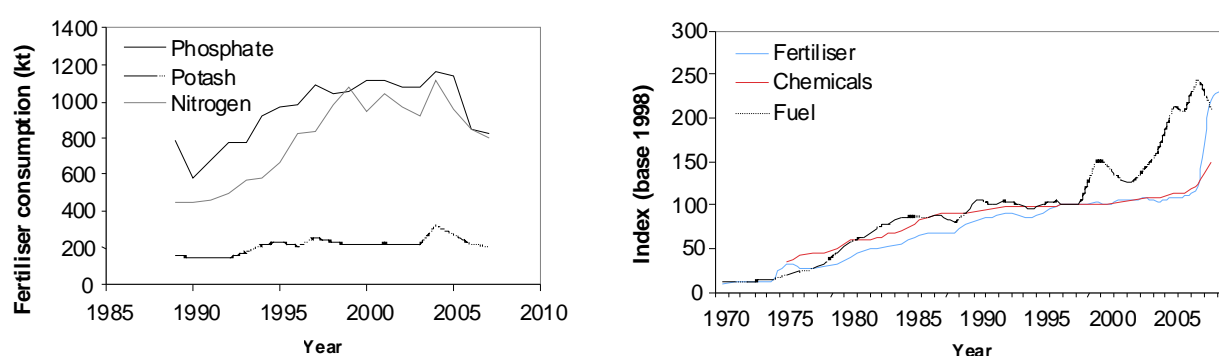 Fertiliser consumption (kt)
1400
1200
1000
800
600
400
200
0
Phosphate
Potash
Nitrogen
1985 1990 1995 2000 2005 2010
Year
Index (base 1998)
300
250
200
150
100
50
0
Fertiliser
Chemicals
Fuel
1970 1975 1980 1985 1990 1995 2000 2005
Year